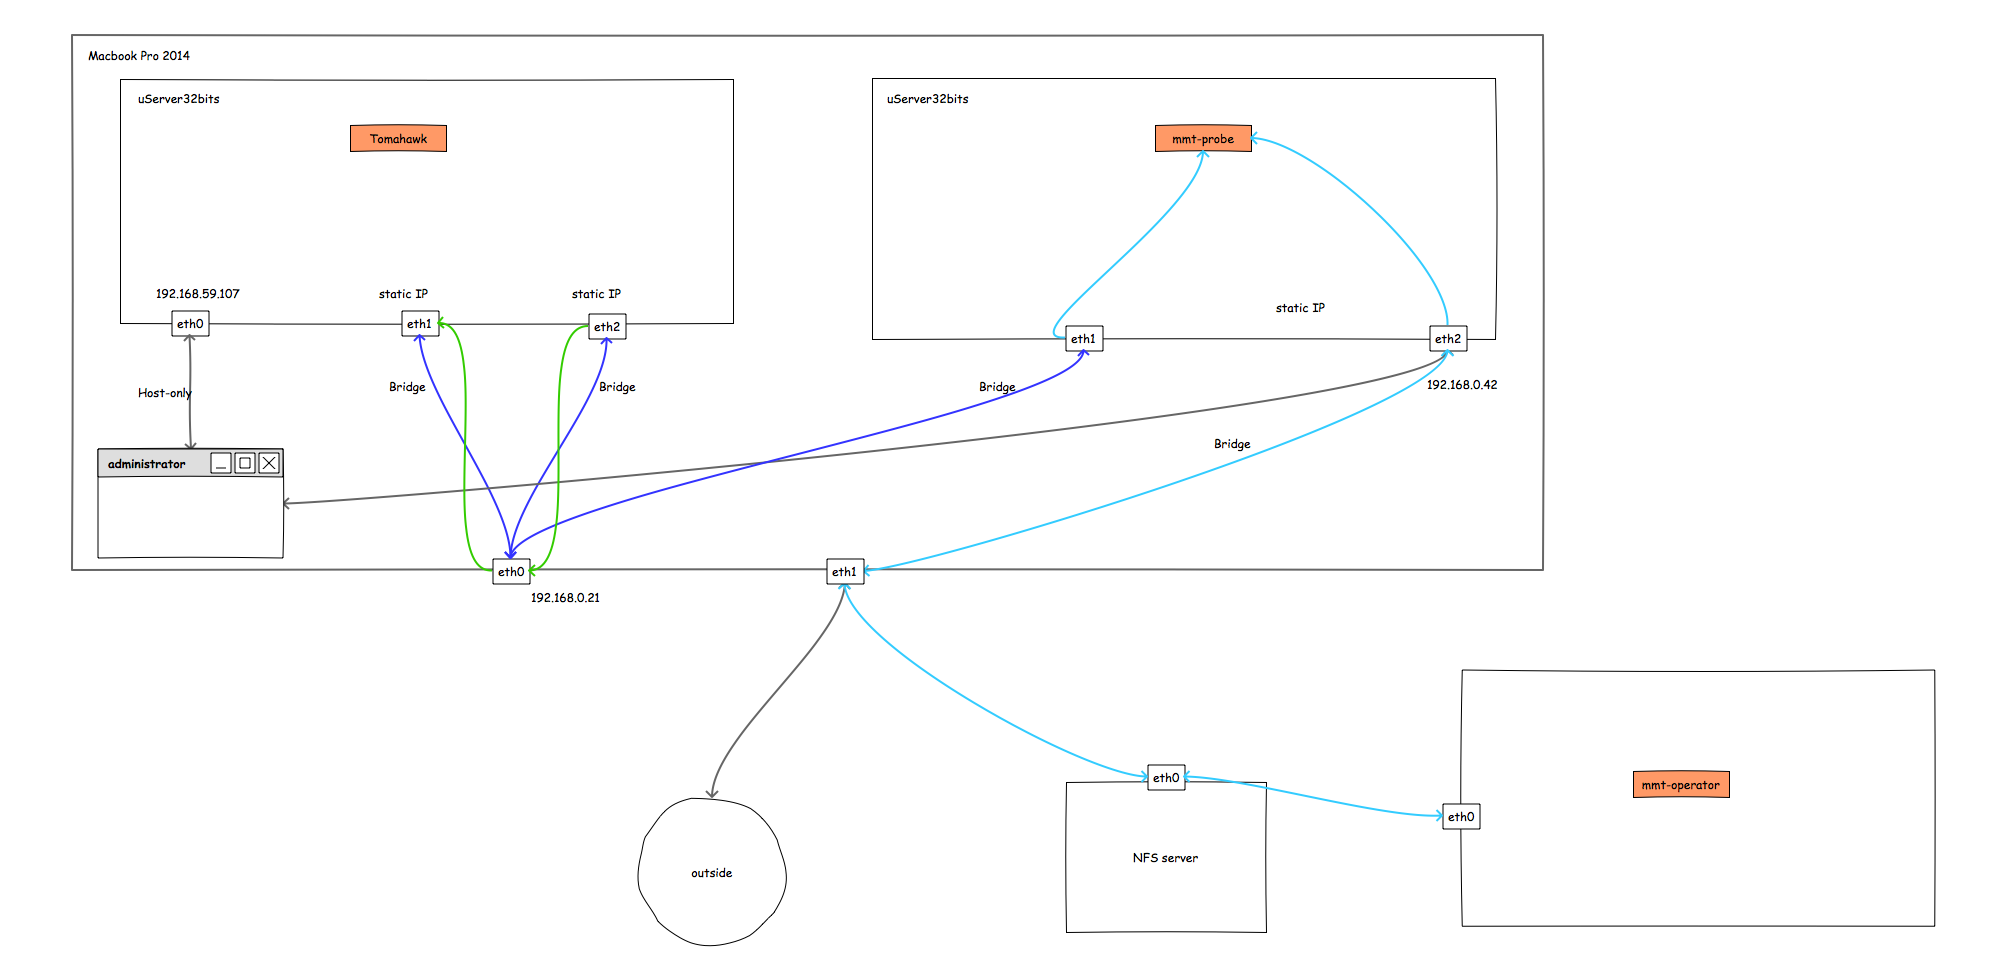 Macbook Pro 2014
uServer32bits
uServer32bits
Tomahawk
mmt-probe
192.168.59.107
static IP
static IP
static IP
eth0
eth1
eth2
eth1
eth2
Host-only
Bridge
Bridge
Bridge
192.168.0.42
Bridge
administrator
eth0
eth1
192.168.0.21
eth0
mmt-operator
eth0
NFS server
outside